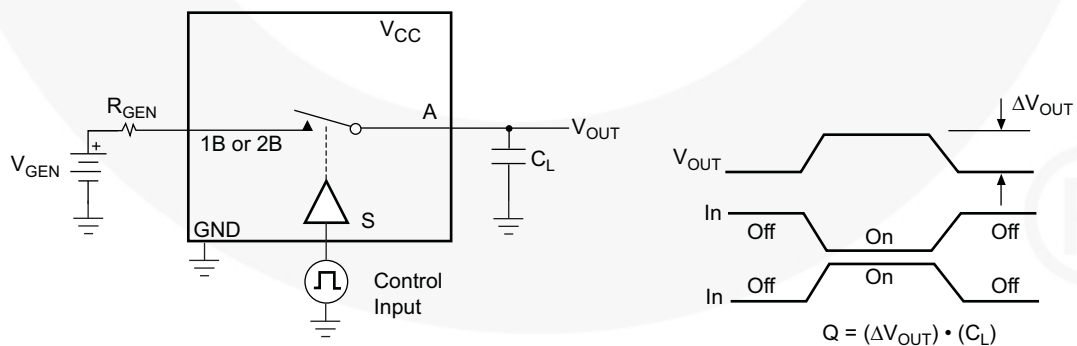 V_CC
R_GEN
A
ΔV_OUT
1B or 2B
V_OUT
+
V_GEN
C_L
V_OUT
In
Off
On
Off
S
GND
Control
Input
In
Off
On
Off
Q = (ΔV_OUT) • (C_L)